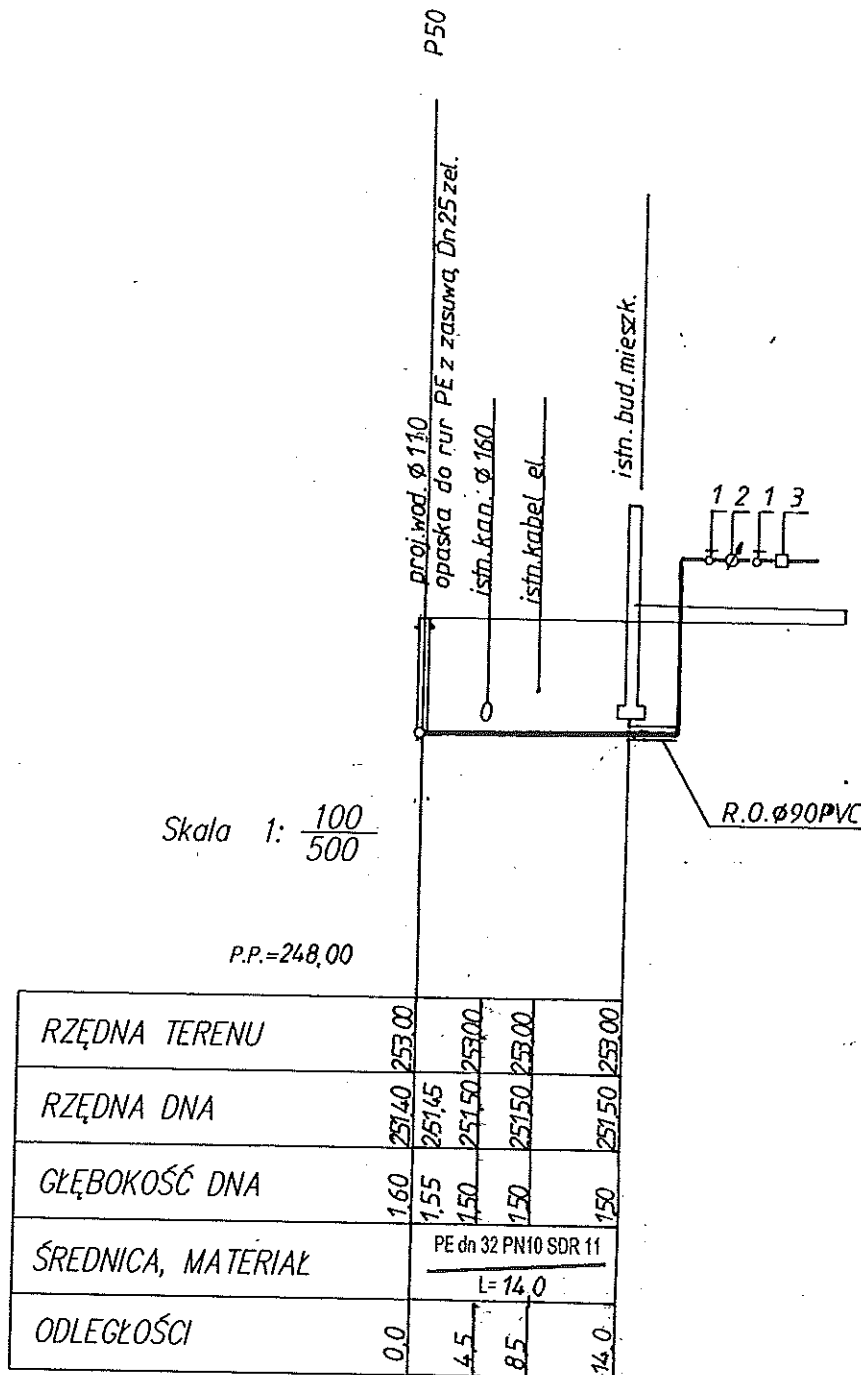 P50
proj.wod. ϕ 110
opaska do rur PE z zasuwą Dn25 żel.
istn.kan. ϕ 160
istn.kabel el.
istn. bud. mieszk.
1 2 1 3
R.O.ϕ90PVC
Skala 1: 100/500
P.P.=248,00
RZĘDNA TERENU 253,00 253,00 253,00 253,00
RZĘDNA DNA 251,40 251,45 251,50 251,50 251,50
GŁĘBOKOŚĆ DNA 1,60 1,55 1,50 1,50 1,50
ŚREDNICA, MATERIAŁ PE dn 32 PN10 SDR 11
L= 14,0
ODLEGŁOŚCI 0,0 4,5 8,5 14,0